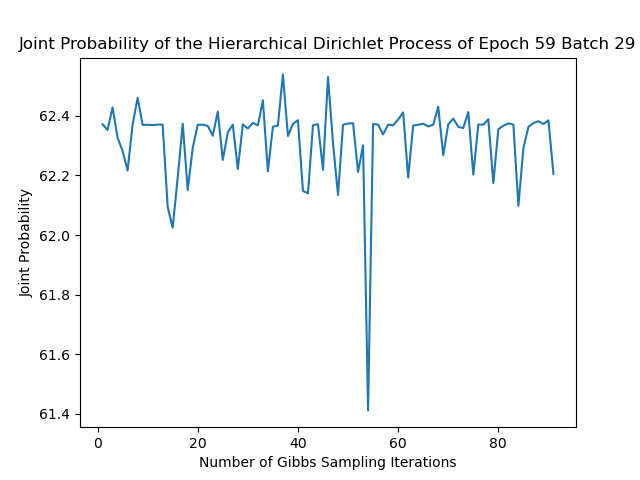 Joint Probability of the Hierarchical Dirichlet Process of Epoch 59 Batch 29
Joint Probability
62.4
62.2
62.0
61.8
61.6
61.4
0 20 40 60 80
Number of Gibbs Sampling Iterations